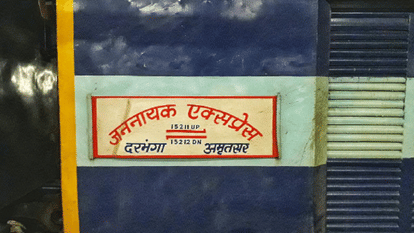 जननायक एक्सप्रेस
15211 UP
15212 DN
दरभंगा अमृतसर